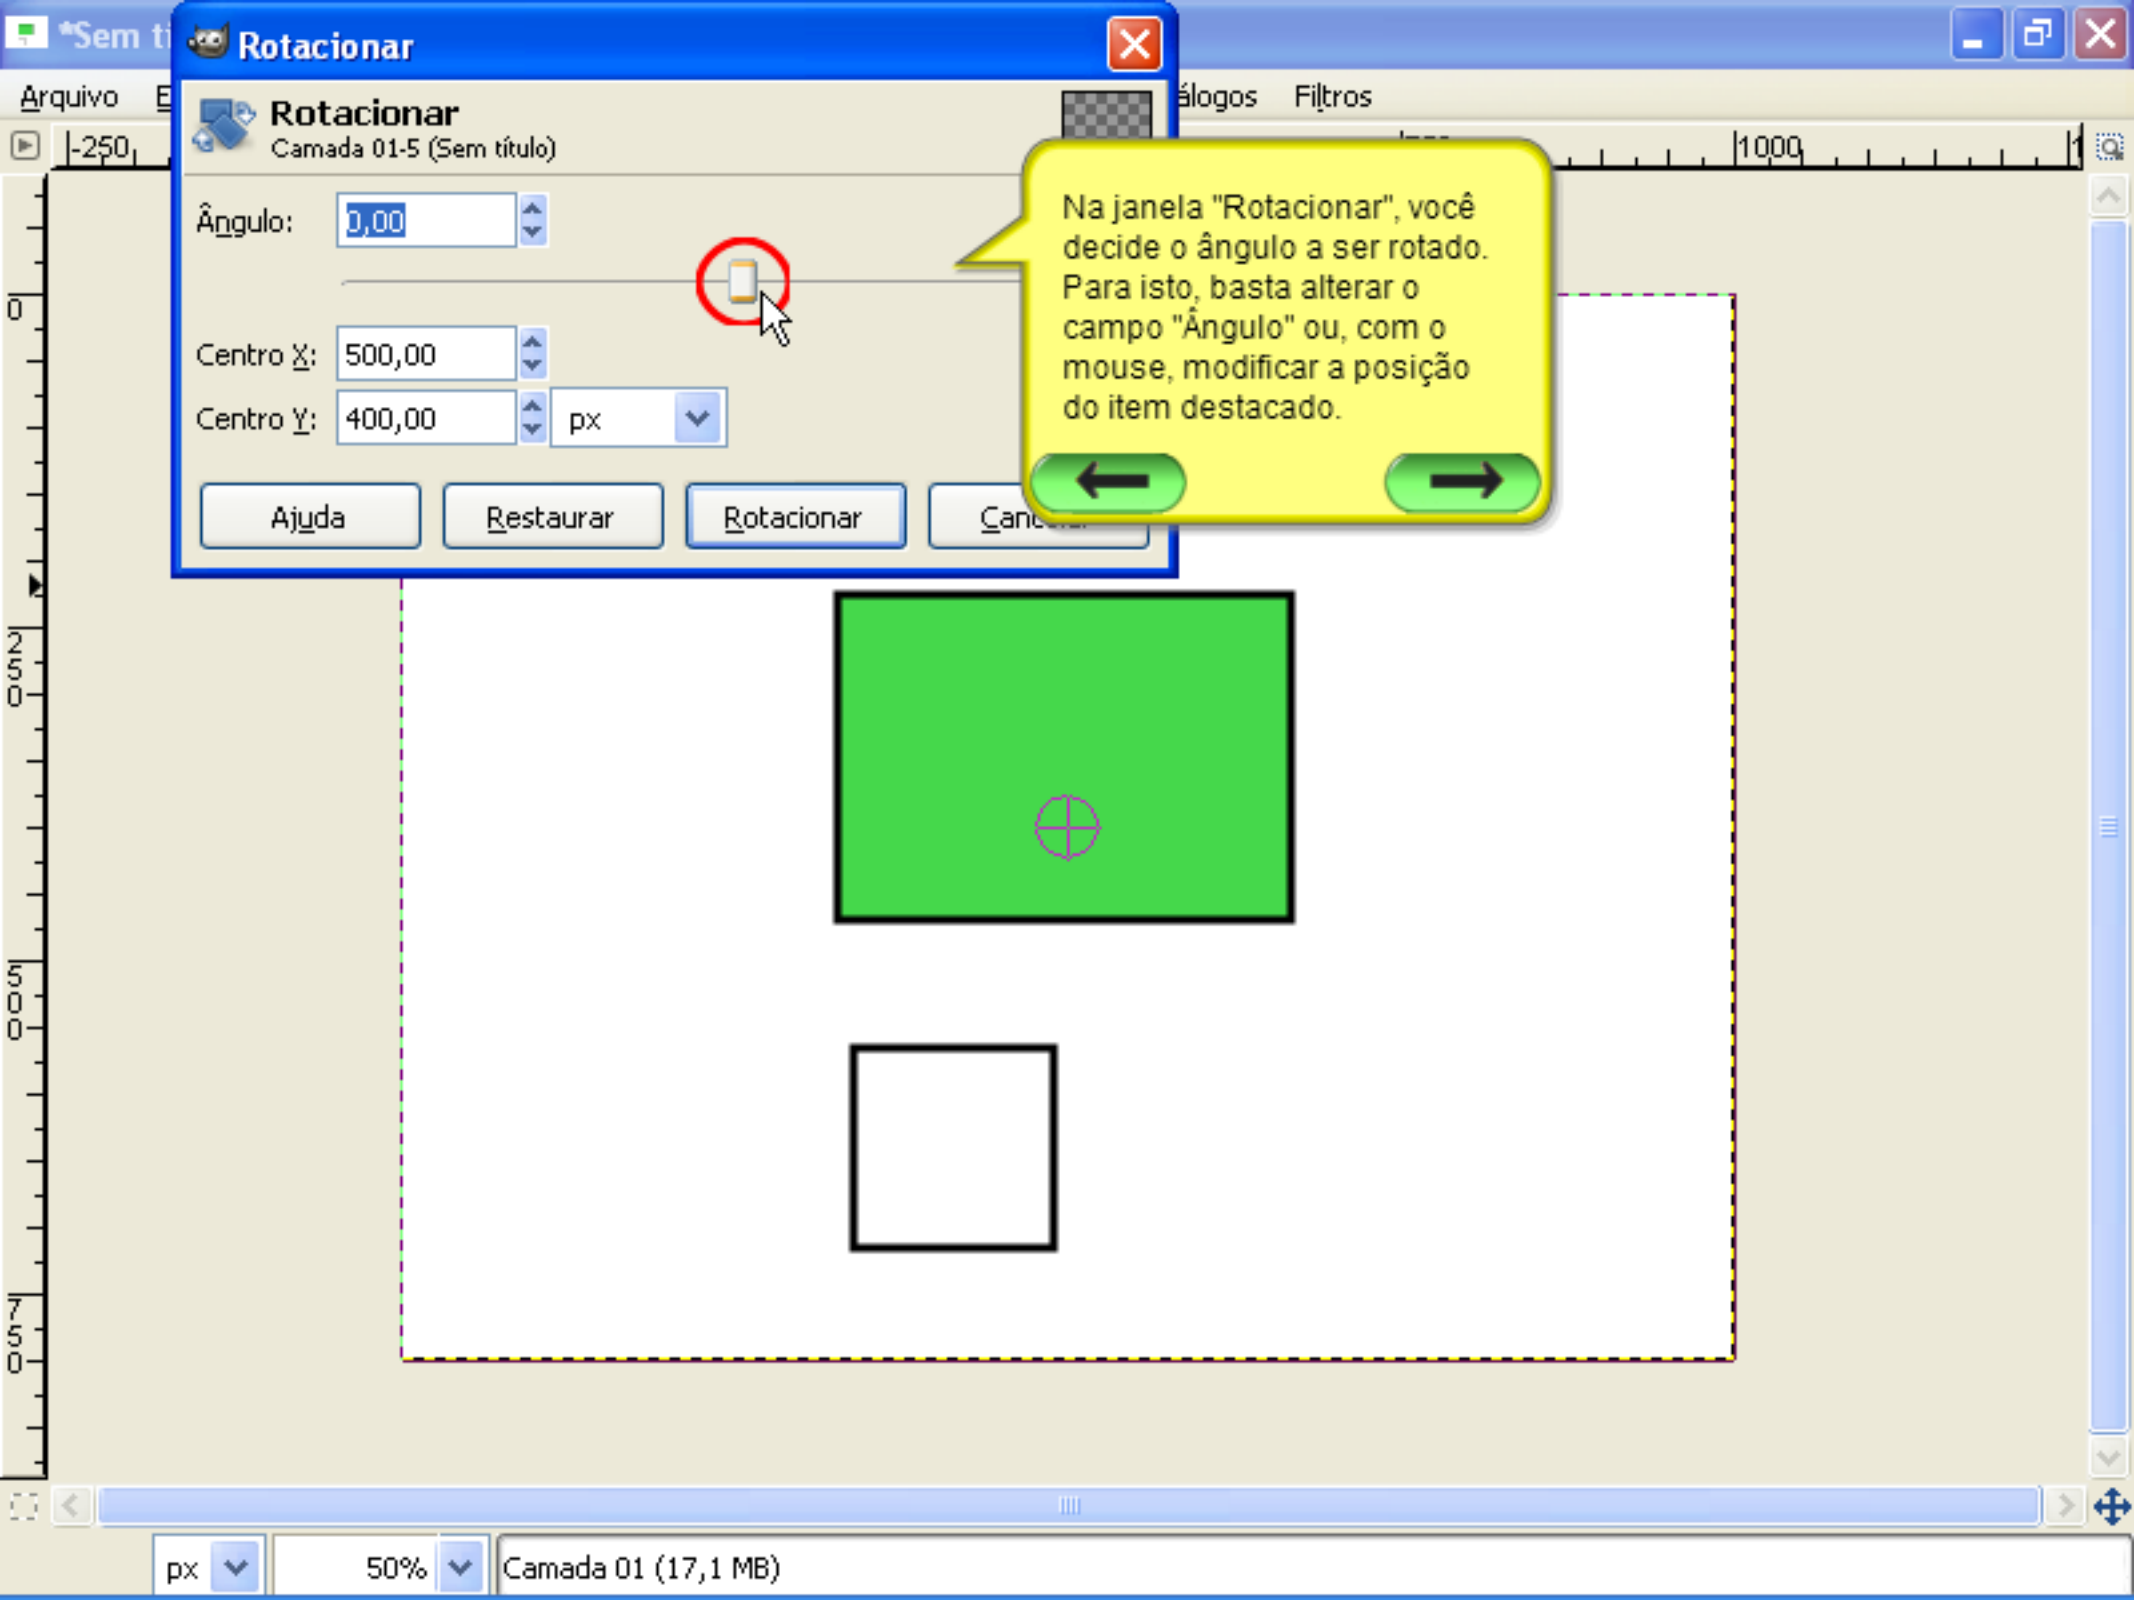 *Sem tí
Rotacionar
Arquivo
álogos Filtros
Rotacionar
Camada 01-5 (Sem título)
-250
1000
Ângulo: 0,00
Na janela "Rotacionar", você
decide o ângulo a ser rotado.
Para isto, basta alterar o
campo "Ângulo" ou, com o
mouse, modificar a posição
do item destacado.
Centro X: 500,00
Centro Y: 400,00 px
Ajuda Restaurar Rotacionar
0
250
500
750
px 50% Camada 01 (17,1 MB)